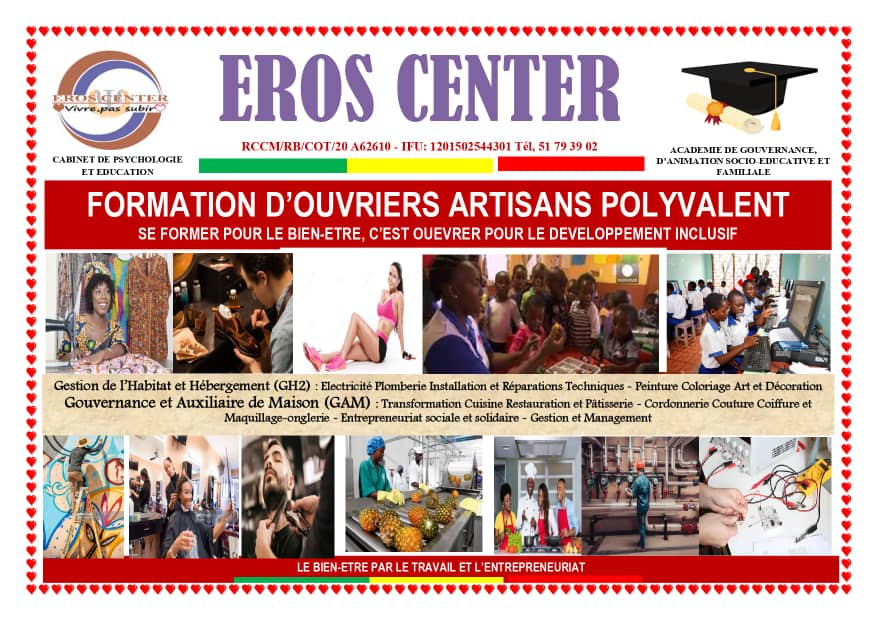 EROS CENTER
Vivre,pas subir
CABINET DE PSYCHOLOGIE
ET EDUCATION
EROS CENTER
RCCM/RB/COT/20 A62610 - IFU: 1201502544301 Tél, 51 79 39 02
ACADEMIE DE GOUVERNANCE,
D'ANIMATION SOCIO-EDUCATIVE ET
FAMILIALE
FORMATION D'OUVRIERS ARTISANS POLYVALENT
SE FORMER POUR LE BIEN-ETRE, C'EST OUEVRER POUR LE DEVELOPPEMENT INCLUSIF
Gestion de l'Habitat et Hébergement (GH2) : Electricité Plomberie Installation et Réparations Techniques - Peinture Coloriage Art et Décoration
Gouvernance et Auxiliaire de Maison (GAM) : Transformation Cuisine Restauration et Pâtisserie - Cordonnerie Couture Coiffure et
Maquillage-onglerie - Entrepreneuriat sociale et solidaire - Gestion et Management
LE BIEN-ETRE PAR LE TRAVAIL ET L'ENTREPRENEURIAT